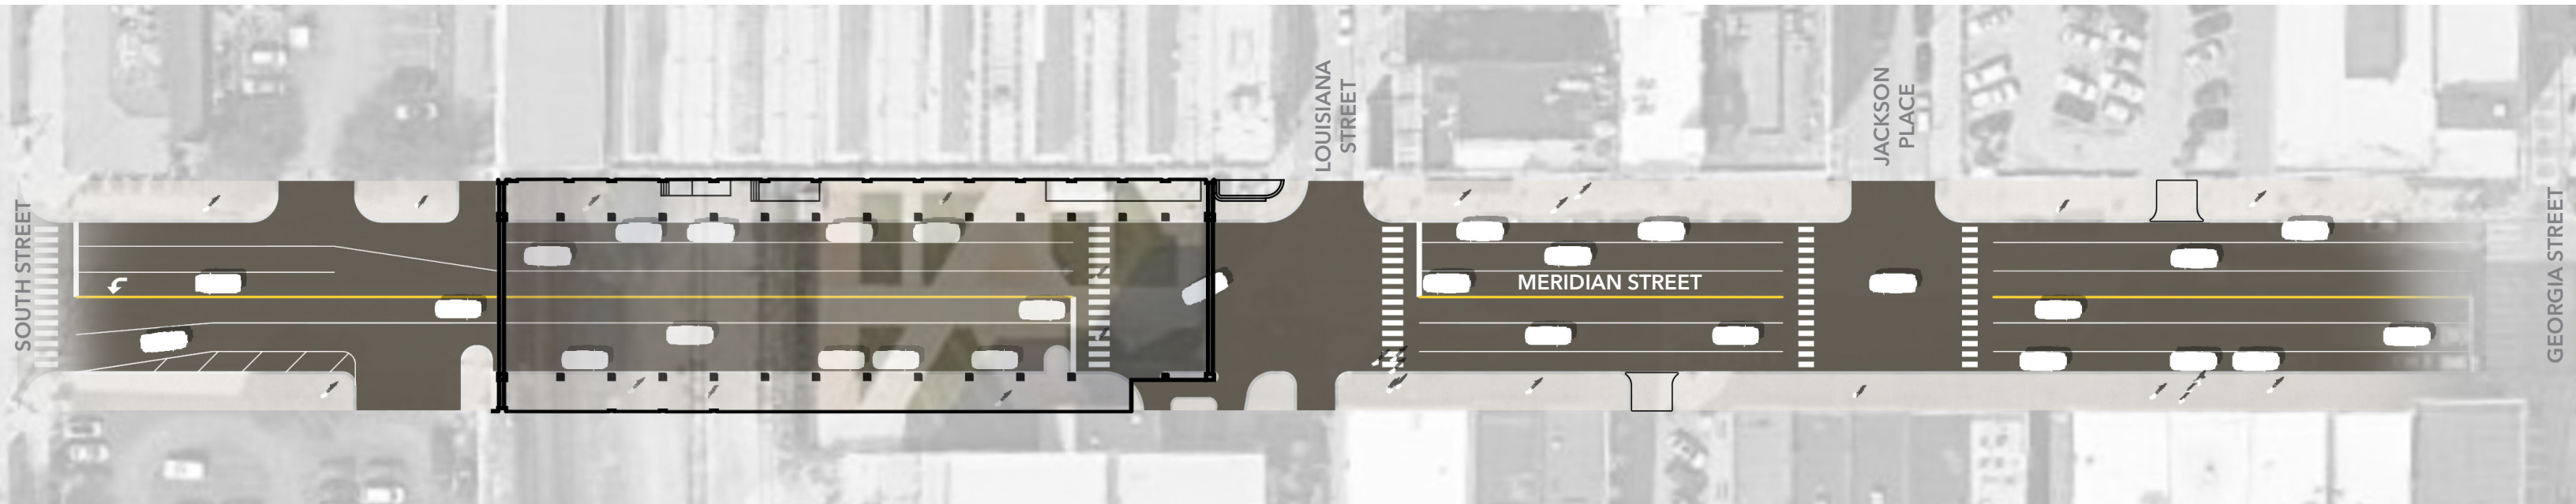 SOUTH STREET
LOUISIANA
STREET
MERIDIAN STREET
JACKSON
PLACE
GEORGIA STREET